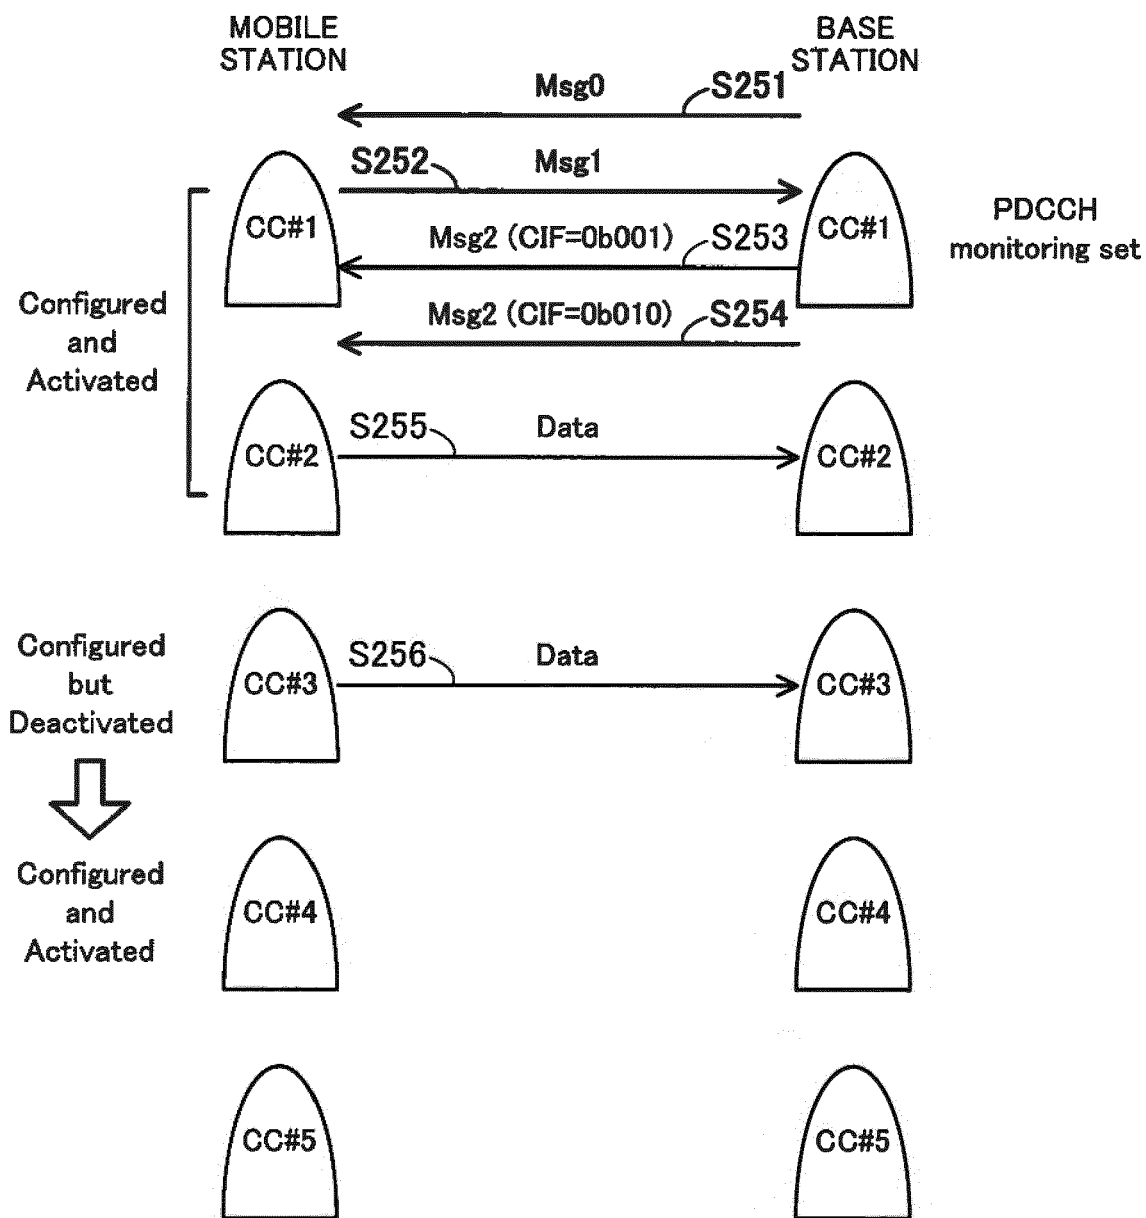 MOBILE
STATION
BASE
STATION
Msg0
S251
S252
Msg1
CC#1
CC#1
PDCCH
monitoring set
Msg2 (CIF=0b001)
S253
Configured
and
Activated
Msg2 (CIF=0b010)
S254
S255
Data
CC#2
CC#2
Configured
but
Deactivated
S256
Data
CC#3
CC#3
Configured
and
Activated
CC#4
CC#4
CC#5
CC#5